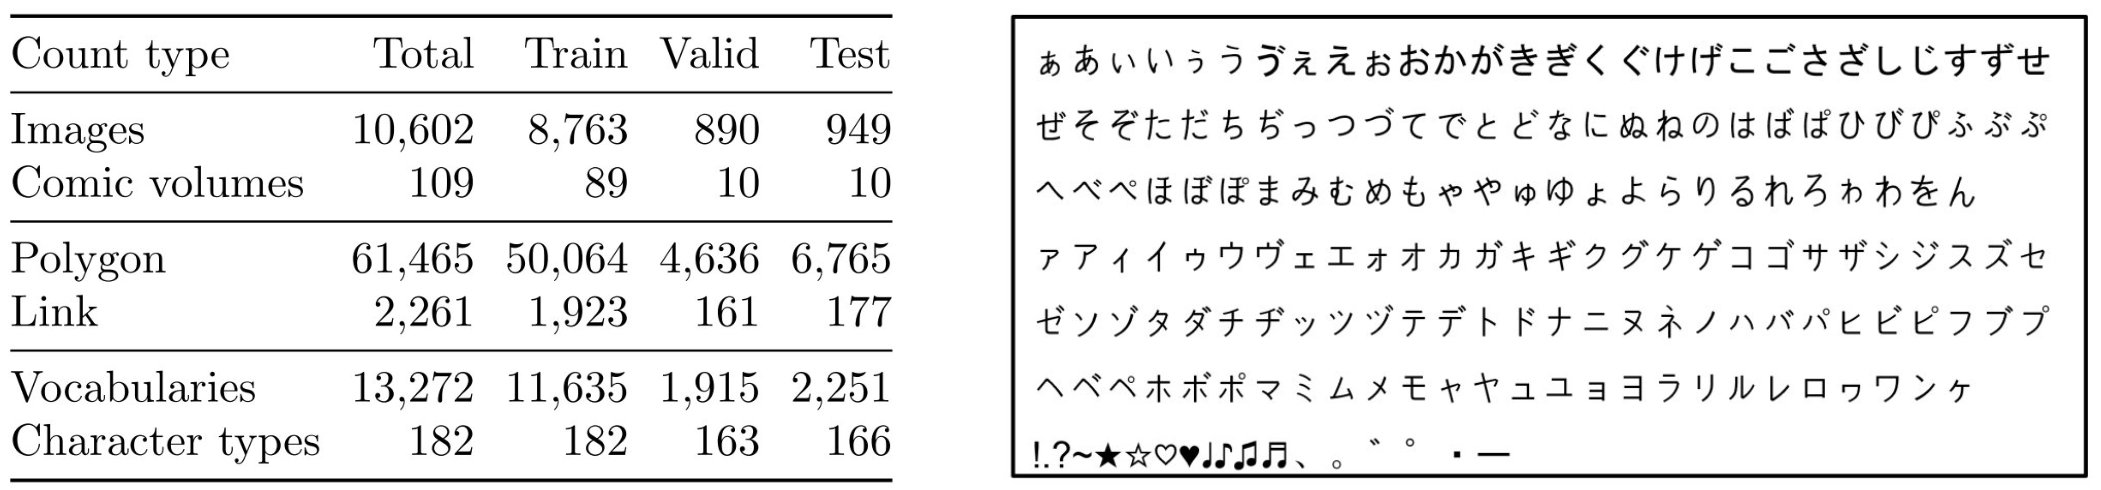 Count type Total Train Valid Test
Images 10,602 8,763 890 949
Comic volumes 109 89 10 10
Polygon 61,465 50,064 4,636 6,765
Link 2,261 1,923 161 177
Vocabularies 13,272 11,635 1,915 2,251
Character types 182 182 163 166
ぁあぃいぅうゔぇえぉおかがきぎくぐけげこごさざしじすずせ
ぜそぞただちぢっつづてでとどなにぬねのはばぱひびぴふぶぷ
へべぺほぼぽまみむめもゃやゅゆょよらりるれろゎわをん
ァアィイゥウヴェエォオカガキギクグケゲコゴサザシジスズセ
ゼソゾタダチヂッツヅテデトドナニヌネノハバパヒビピフブプ
ヘベペホボポマミムメモャヤュユョヨラリルレロヮワンヶ
!.?~★☆♡♥♩♪♫♬、。゛゜・ー